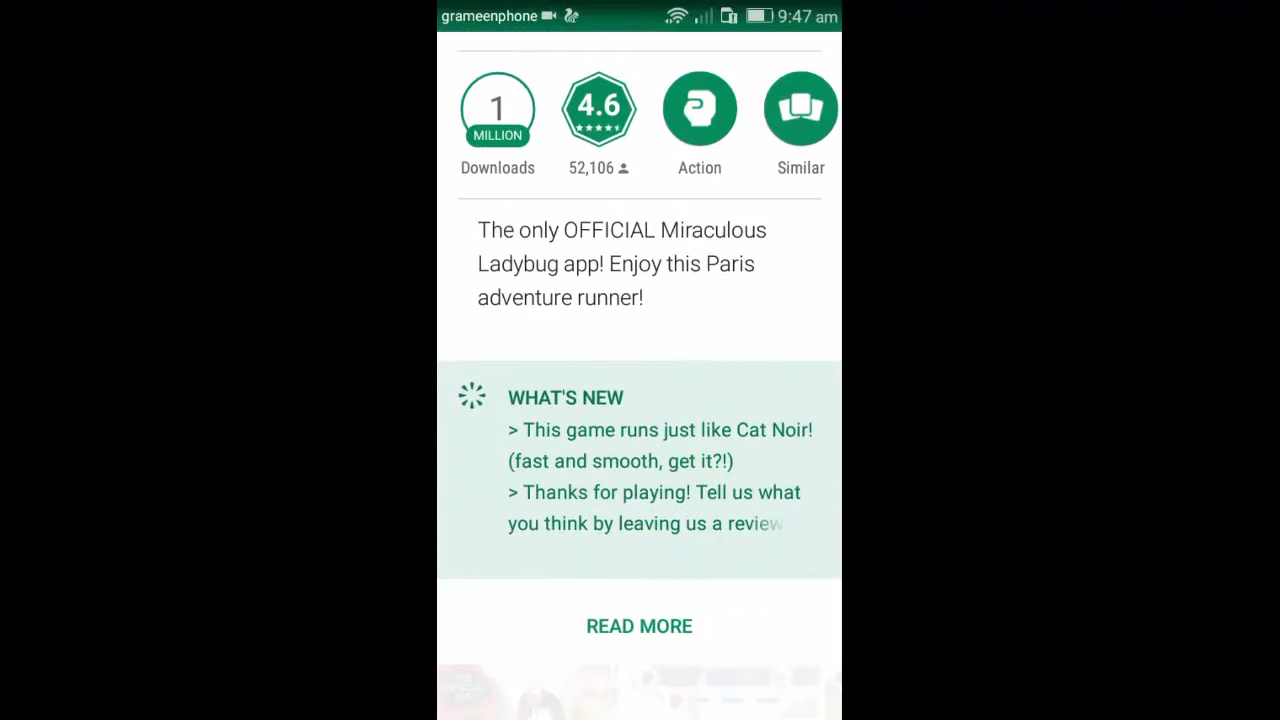 grameenphone 9:47 am
1 4.6
MILLION
Downloads 52,106 Action Similar
The only OFFICIAL Miraculous
Ladybug app! Enjoy this Paris
adventure runner!
WHAT'S NEW
> This game runs just like Cat Noir!
(fast and smooth, get it?!)
> Thanks for playing! Tell us what
you think by leaving us a review
READ MORE